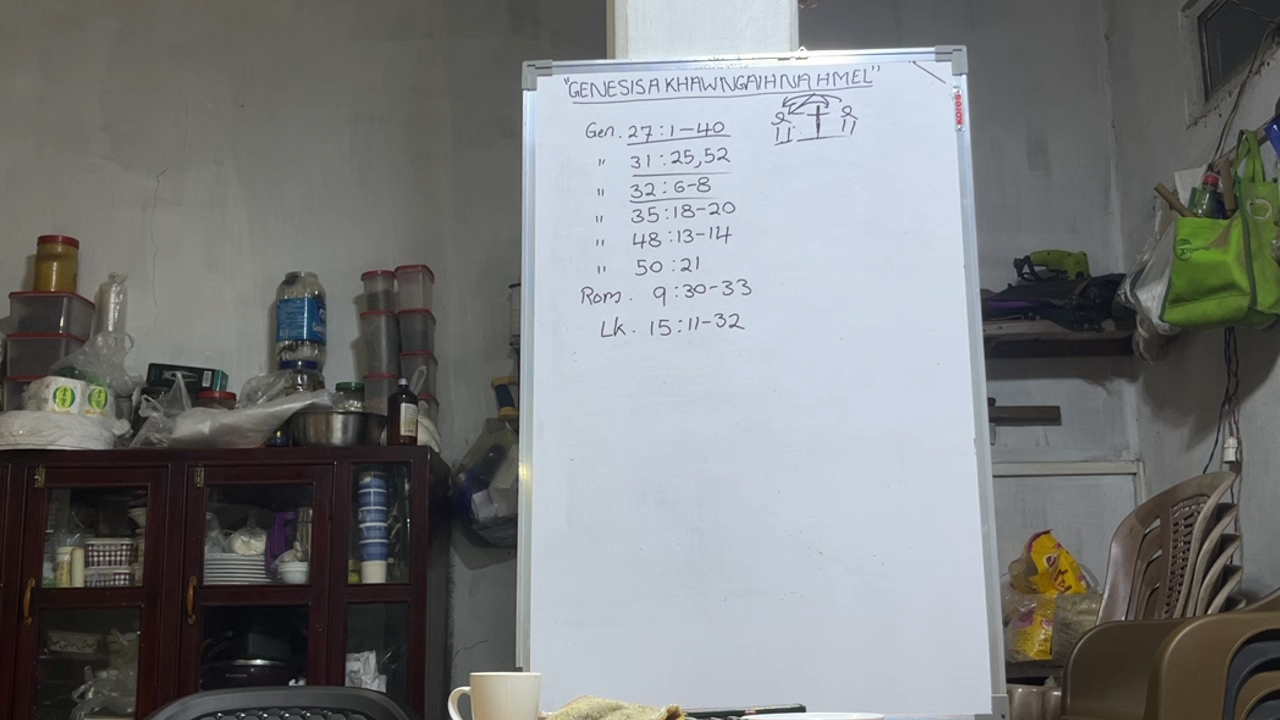 "GENESISA KHAWNGAIHNA HMEL"
Gen. 27:1-40
" 31:25,52
" 32:6-8
" 35:18-20
" 48:13-14
" 50:21
Rom. 9:30-33
Lk. 15:11-32
kores